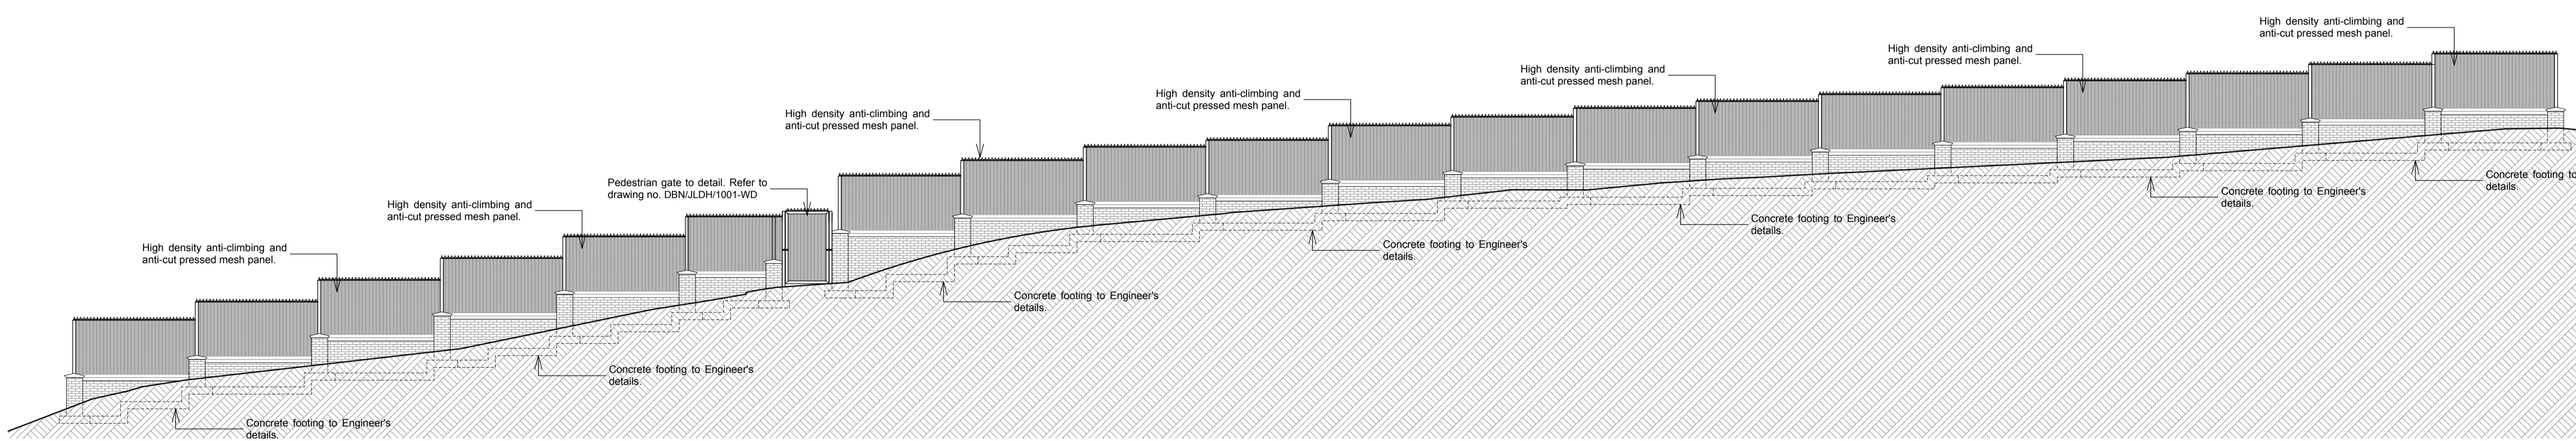 High density anti-climbing and
anti-cut pressed mesh panel.
High density anti-climbing and
anti-cut pressed mesh panel.
Pedestrian gate to detail. Refer to
drawing no. DBN/JLDH/1001-WD
High density anti-climbing and
anti-cut pressed mesh panel.
High density anti-climbing and
anti-cut pressed mesh panel.
High density anti-climbing and
anti-cut pressed mesh panel.
High density anti-climbing and
anti-cut pressed mesh panel.
High density anti-climbing and
anti-cut pressed mesh panel.
Concrete footing to Engineer's
details.
Concrete footing to Engineer's
details.
Concrete footing to Engineer's
details.
Concrete footing to Engineer's
details.
Concrete footing to Engineer's
details.
Concrete footing to Engineer's
details.
Concrete footing to
details.